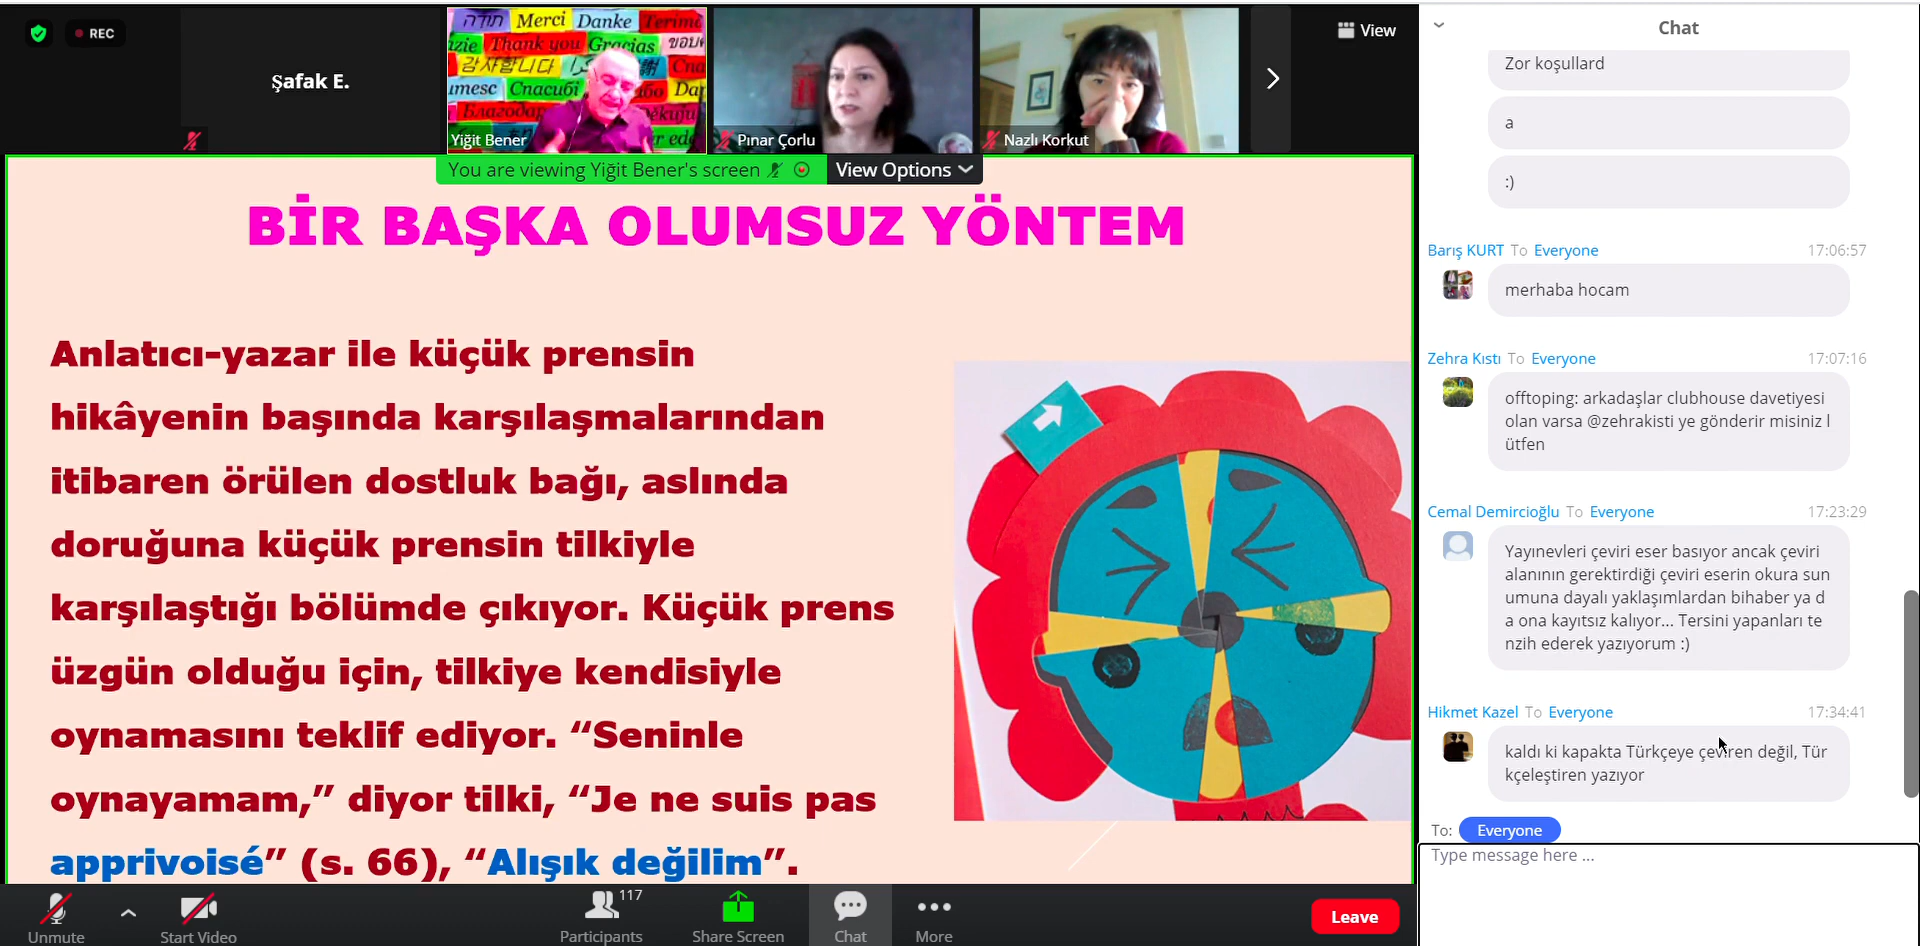 REC
Şafak E.
תודה Merci Danke
Thank you Gracias
감사합니다
Спасибі
Yiğit Bener
Pınar Çorlu
Nazlı Korkut
View
You are viewing Yiğit Bener's screen
View Options
BİR BAŞKA OLUMSUZ YÖNTEM
Anlatıcı-yazar ile küçük prensin
hikâyenin başında karşılaşmalarından
itibaren örülen dostluk bağı, aslında
doruğuna küçük prensin tilkiyle
karşılaştığı bölümde çıkıyor. Küçük prens
üzgün olduğu için, tilkiye kendisiyle
oynamasını teklif ediyor. “Seninle
oynayamam,” diyor tilki, “Je ne suis pas
apprivoisé” (s. 66), “Alışık değilim”.
Unmute
Start Video
117
Participants
Share Screen
Chat
More
Leave
Chat
Zor koşullard
a
:)
Barış KURT To Everyone 17:06:57
merhaba hocam
Zehra Kıstı To Everyone 17:07:16
offtoping: arkadaşlar clubhouse davetiyesi
olan varsa @zehrakisti ye gönderir misiniz l
ütfen
Cemal Demircioğlu To Everyone 17:23:29
Yayınevleri çeviri eser basıyor ancak çeviri
alanının gerektirdiği çeviri eserin okura sun
umuna dayalı yaklaşımlardan bihaber ya d
a ona kayıtsız kalıyor... Tersini yapanları te
nzih ederek yazıyorum :)
Hikmet Kazel To Everyone 17:34:41
kaldı ki kapakta Türkçeye çeviren değil, Tür
kçeleştiren yazıyor
To: Everyone
Type message here ...